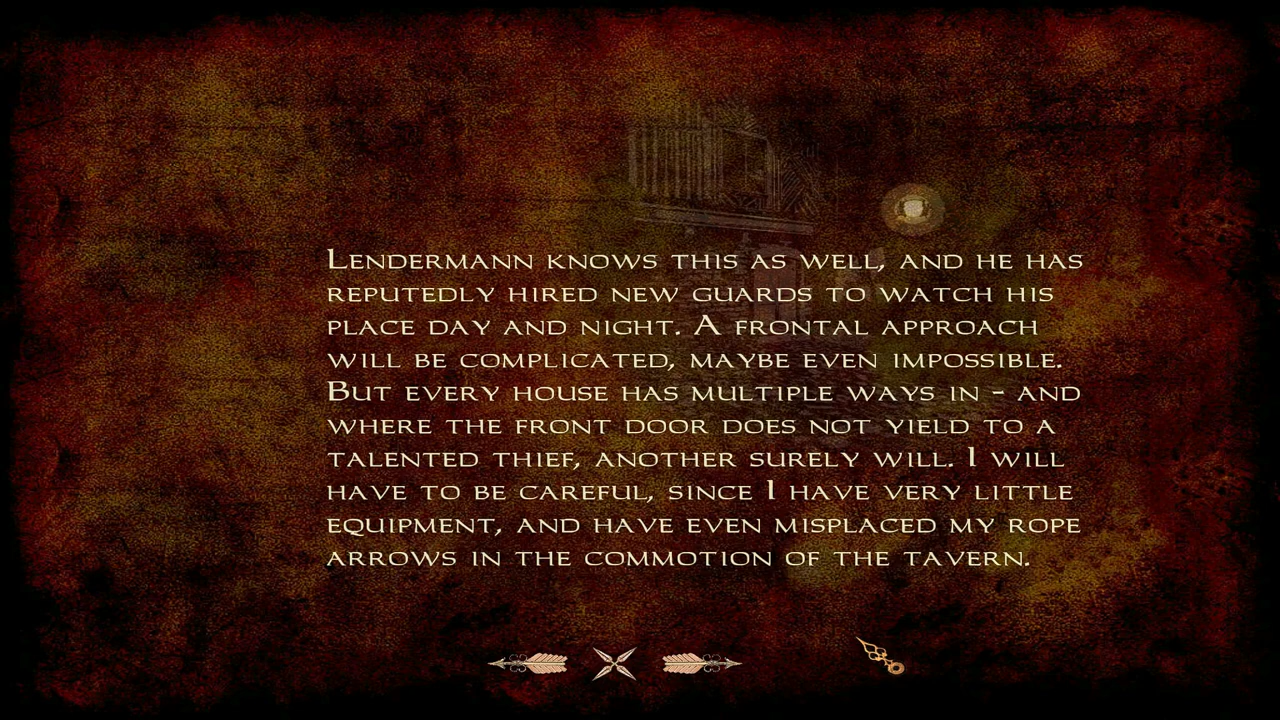 Lendermann knows this as well, and he has
reputedly hired new guards to watch his
place day and night. A frontal approach
will be complicated, maybe even impossible.
But every house has multiple ways in - and
where the front door does not yield to a
talented thief, another surely will. I will
have to be careful, since I have very little
equipment, and have even misplaced my rope
arrows in the commotion of the tavern.